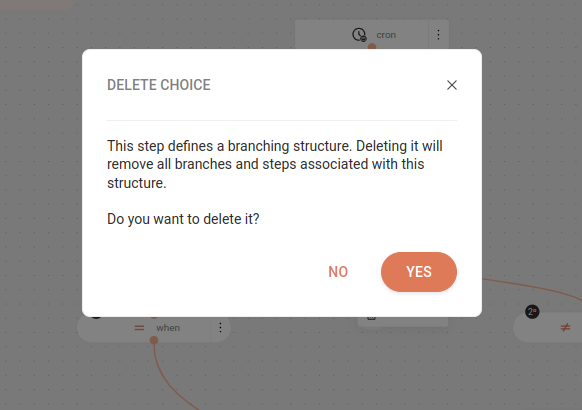 cron
DELETE CHOICE
This step defines a branching structure. Deleting it will
remove all branches and steps associated with this
structure.
Do you want to delete it?
NO
YES
= when
2º
≠